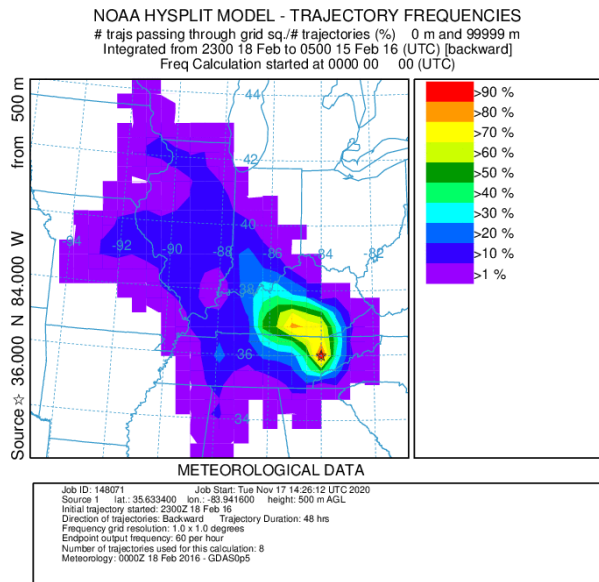 NOAA HYSPLIT MODEL - TRAJECTORY FREQUENCIES
# trajs passing through grid sq./# trajectories (%) 0 m and 99999 m
Integrated from 2300 18 Feb to 0500 15 Feb 16 (UTC) [backward]
Freq Calculation started at 0000 00 00 (UTC)
Source ☆ 36.000 N 84.000 W from 500 m
44
42
40
-94 -92 -90 -88 -86 -84 -82
38
36
34
>90 %
>80 %
>70 %
>60 %
>50 %
>40 %
>30 %
>20 %
>10 %
>1 %
METEOROLOGICAL DATA
Job ID: 148071 Job Start: Tue Nov 17 14:26:12 UTC 2020
Source 1 lat.: 35.633400 lon.: -83.941600 height: 500 m AGL
Initial trajectory started: 2300Z 18 Feb 16
Direction of trajectories: Backward Trajectory Duration: 48 hrs
Frequency grid resolution: 1.0 x 1.0 degrees
Endpoint output frequency: 60 per hour
Number of trajectories used for this calculation: 8
Meteorology: 0000Z 18 Feb 2016 - GDAS0p5